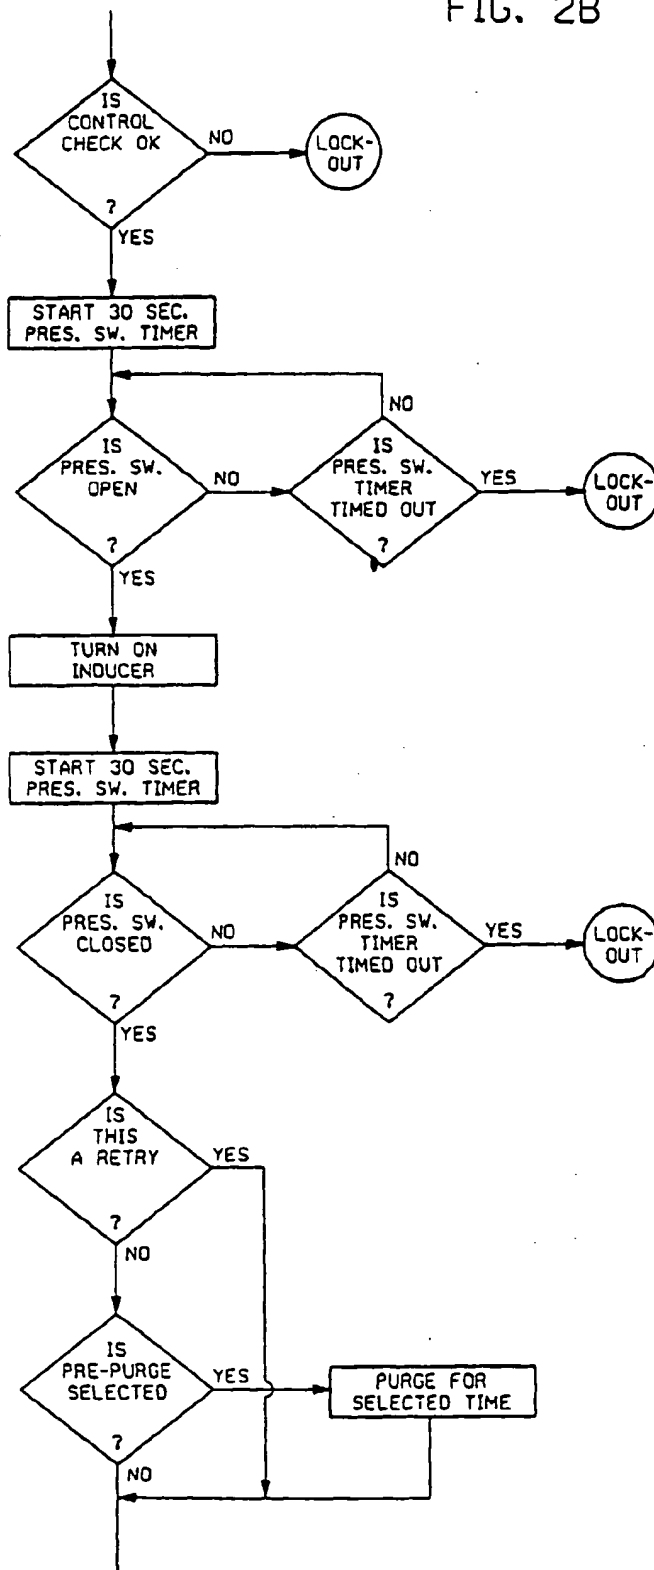 FIG. 2B
IS
CONTROL
CHECK OK
?
NO
LOCK-
OUT
YES
START 30 SEC.
PRES. SW. TIMER
IS
PRES. SW.
OPEN
?
NO
IS
PRES. SW.
TIMER
TIMED OUT
?
NO
YES
LOCK-
OUT
YES
TURN ON
INDUCER
START 30 SEC.
PRES. SW. TIMER
IS
PRES. SW.
CLOSED
?
NO
IS
PRES. SW.
TIMER
TIMED OUT
?
NO
YES
LOCK-
OUT
YES
IS
THIS
A RETRY
?
YES
NO
IS
PRE-PURGE
SELECTED
?
YES
PURGE FOR
SELECTED TIME
NO